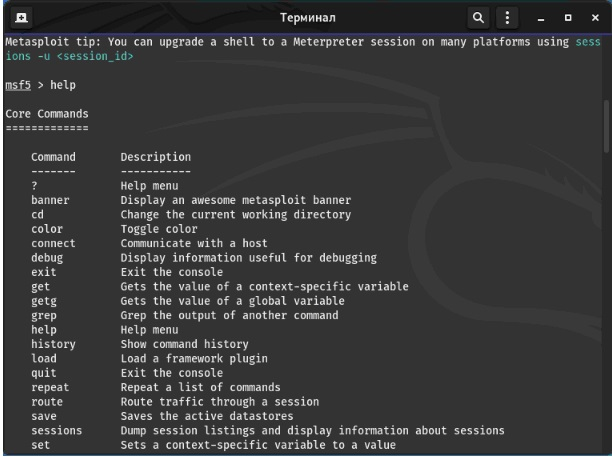 Терминал
Metasploit tip: You can upgrade a shell to a Meterpreter session on many platforms using sess
ions -u <session_id>
msf5 > help
Core Commands
=============
Command Description
------- -----------
? Help menu
banner Display an awesome metasploit banner
cd Change the current working directory
color Toggle color
connect Communicate with a host
debug Display information useful for debugging
exit Exit the console
get Gets the value of a context-specific variable
getg Gets the value of a global variable
grep Grep the output of another command
help Help menu
history Show command history
load Load a framework plugin
quit Exit the console
repeat Repeat a list of commands
route Route traffic through a session
save Saves the active datastores
sessions Dump session listings and display information about sessions
set Sets a context-specific variable to a value